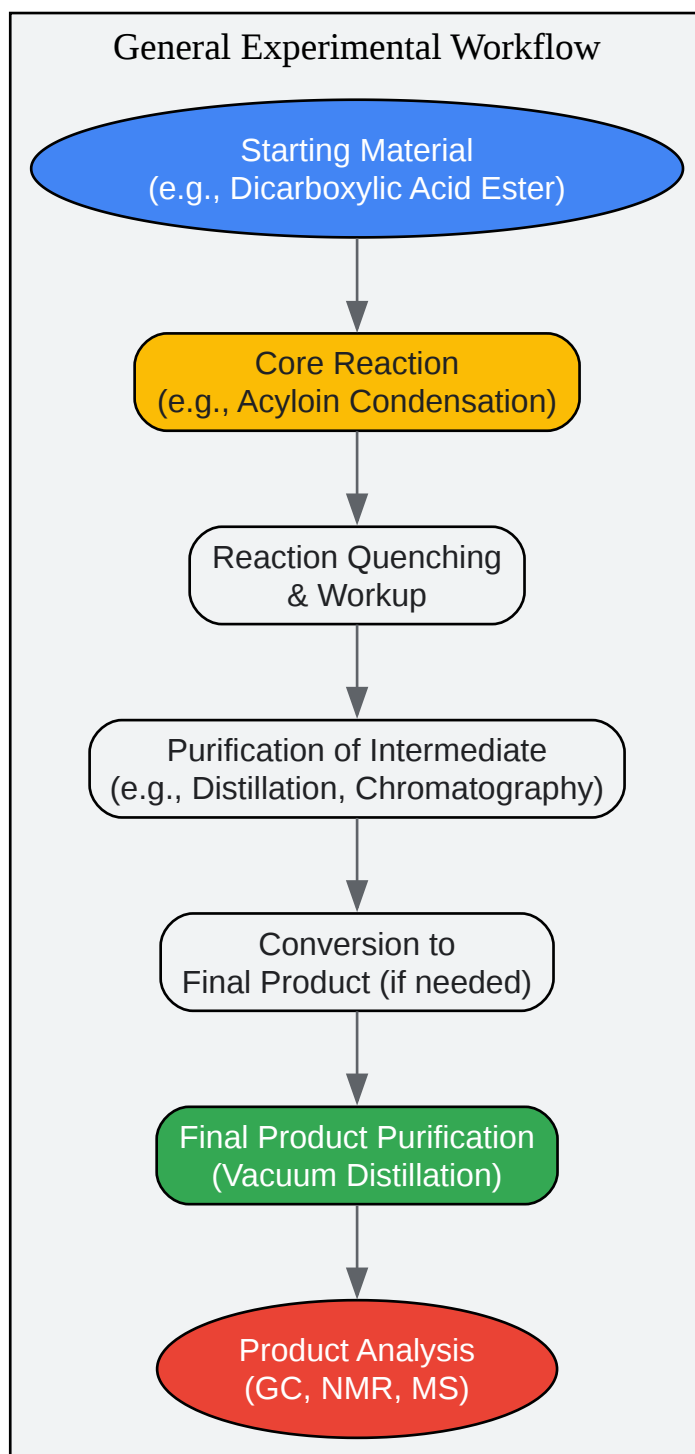 General Experimental Workflow
Starting Material
(e.g., Dicarboxylic Acid Ester)
Core Reaction
(e.g., Acyloin Condensation)
Reaction Quenching
& Workup
Purification of Intermediate
(e.g., Distillation, Chromatography)
Conversion to
Final Product (if needed)
Final Product Purification
(Vacuum Distillation)
Product Analysis
(GC, NMR, MS)